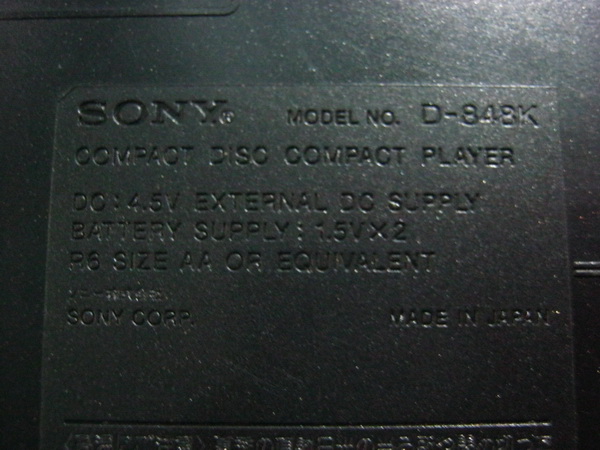 SONY® MODEL NO. D-848K
COMPACT DISC COMPACT PLAYER
DC : 4.5V EXTERNAL DC SUPPLY
BATTERY SUPPLY : 1.5V×2
R6 SIZE AA OR EQUIVALENT
SONY CORP. MADE IN JAPAN